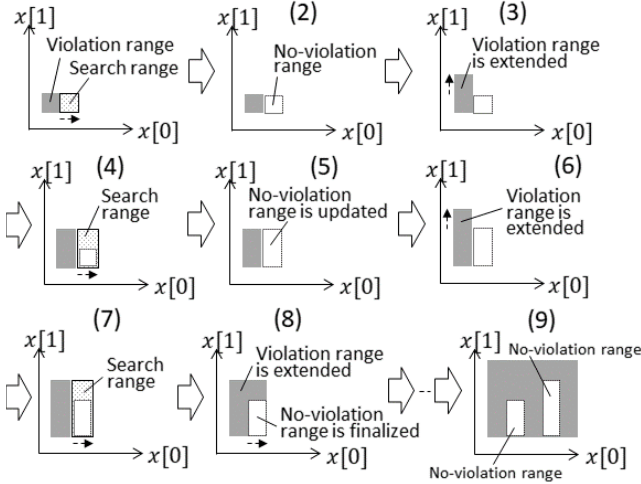 x[1]
Violation range
Search range
x[0]
(2)
x[1]
No-violation
range
x[0]
(3)
x[1]
Violation range
is extended
x[0]
(4)
x[1]
Search
range
x[0]
(5)
x[1]
No-violation
range is updated
x[0]
(6)
x[1]
Violation
range is
extended
x[0]
(7)
x[1]
Search
range
x[0]
(8)
x[1]
Violation range
is extended
No-violation
range is finalized
x[0]
(9)
x[1]
No-violation range
x[0]
No-violation range